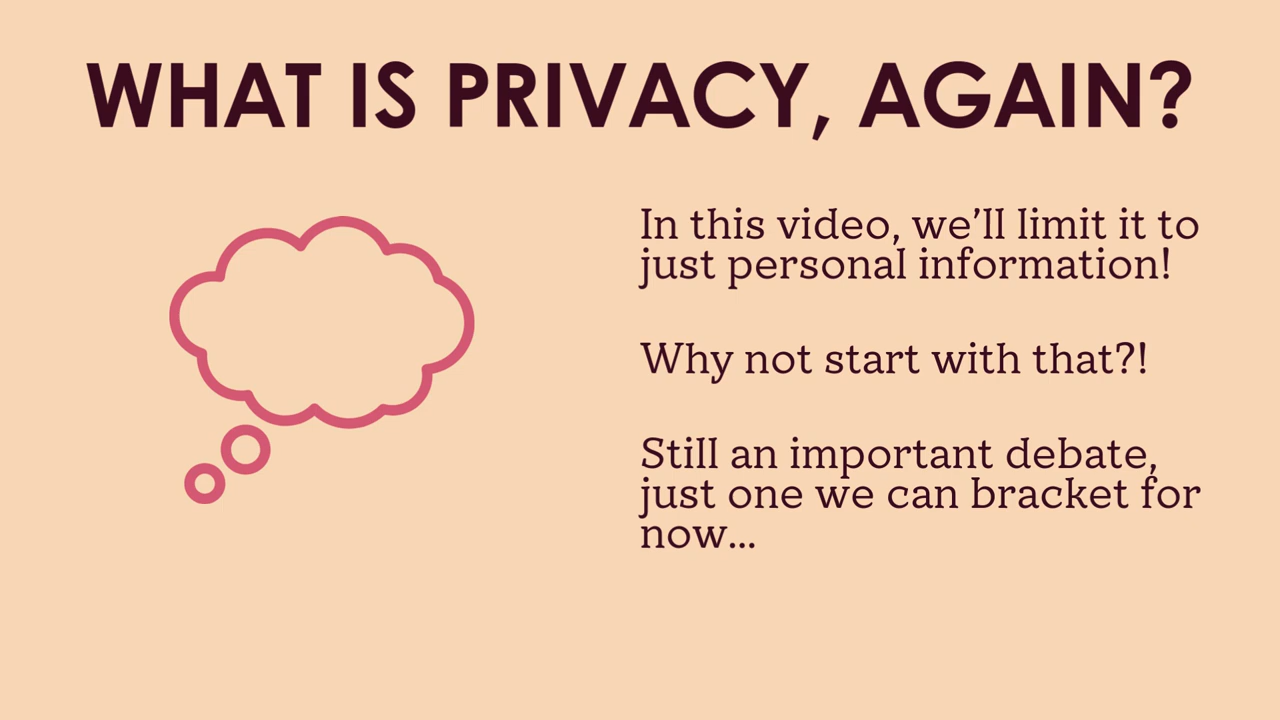 WHAT IS PRIVACY, AGAIN?
In this video, we’ll limit it to
just personal information!
Why not start with that?!
Still an important debate,
just one we can bracket for
now...